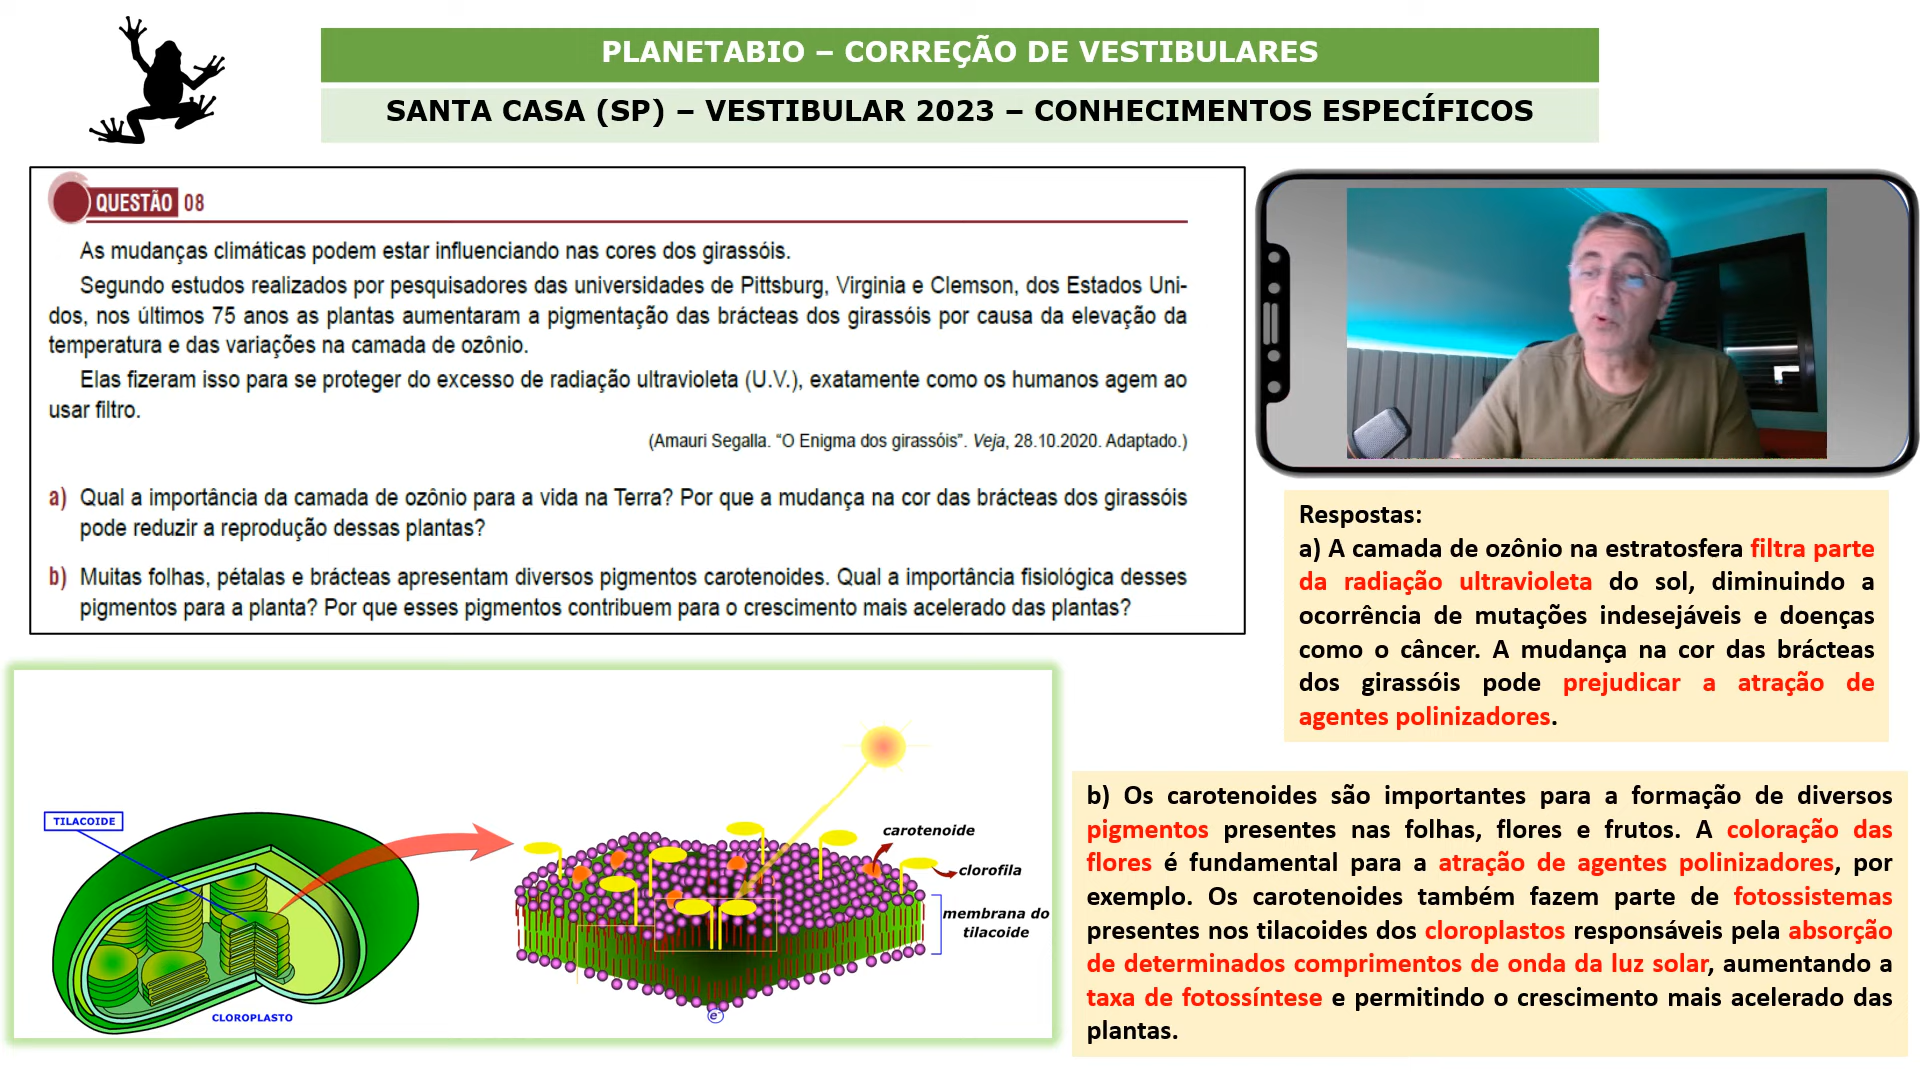 PLANETABIO – CORREÇÃO DE VESTIBULARES
SANTA CASA (SP) – VESTIBULAR 2023 – CONHECIMENTOS ESPECÍFICOS
QUESTÃO 08
As mudanças climáticas podem estar influenciando nas cores dos girassóis.
Segundo estudos realizados por pesquisadores das universidades de Pittsburg, Virginia e Clemson, dos Estados Uni-
dos, nos últimos 75 anos as plantas aumentaram a pigmentação das brácteas dos girassóis por causa da elevação da
temperatura e das variações na camada de ozônio.
Elas fizeram isso para se proteger do excesso de radiação ultravioleta (U.V.), exatamente como os humanos agem ao
usar filtro.
(Amauri Segalla. “O Enigma dos girassóis”. Veja, 28.10.2020. Adaptado.)
a) Qual a importância da camada de ozônio para a vida na Terra? Por que a mudança na cor das brácteas dos girassóis
pode reduzir a reprodução dessas plantas?
b) Muitas folhas, pétalas e brácteas apresentam diversos pigmentos carotenoides. Qual a importância fisiológica desses
pigmentos para a planta? Por que esses pigmentos contribuem para o crescimento mais acelerado das plantas?
Respostas:
a) A camada de ozônio na estratosfera filtra parte
da radiação ultravioleta do sol, diminuindo a
ocorrência de mutações indesejáveis e doenças
como o câncer. A mudança na cor das brácteas
dos girassóis pode prejudicar a atração de
agentes polinizadores.
TILACOIDE
CLOROPLASTO
carotenoide
clorofila
membrana do
tilacoide
e-
b) Os carotenoides são importantes para a formação de diversos
pigmentos presentes nas folhas, flores e frutos. A coloração das
flores é fundamental para a atração de agentes polinizadores, por
exemplo. Os carotenoides também fazem parte de fotossistemas
presentes nos tilacoides dos cloroplastos responsáveis pela absorção
de determinados comprimentos de onda da luz solar, aumentando a
taxa de fotossíntese e permitindo o crescimento mais acelerado das
plantas.